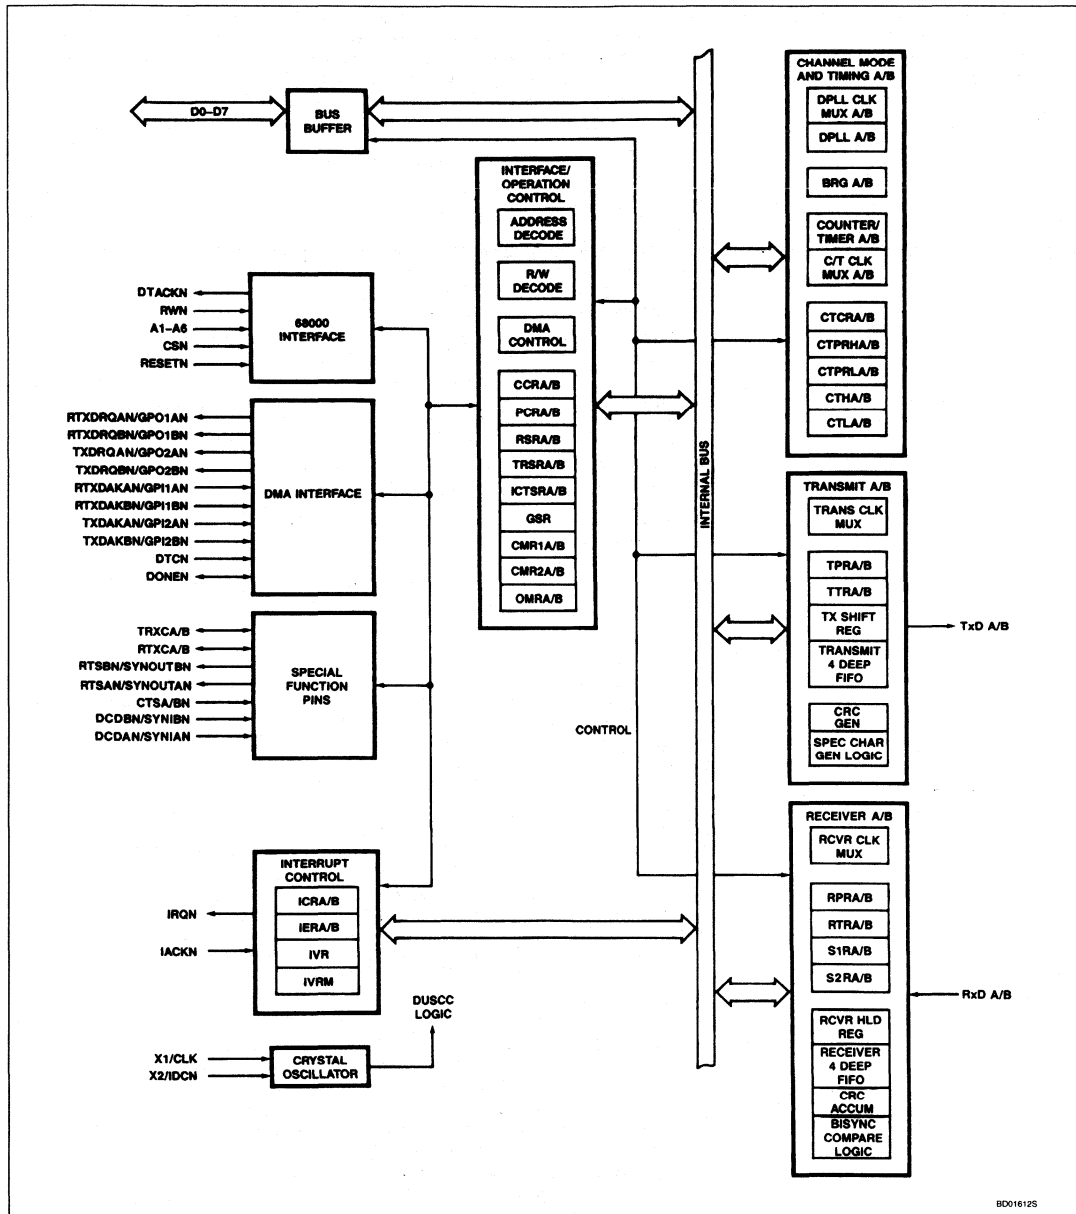 D0–D7
BUS
BUFFER
INTERFACE/
OPERATION
CONTROL
ADDRESS
DECODE
R/W
DECODE
DMA
CONTROL
CCRA/B
PCRA/B
RSRA/B
TRSRA/B
ICTSRA/B
GSR
CMR1A/B
CMR2A/B
OMRA/B
DTACKN
RWN
A1–A6
CSN
RESETN
68000
INTERFACE
RTXDRQAN/GPO1AN
RTXDRQBN/GPO1BN
TXDRQAN/GPO2AN
TXDRQBN/GPO2BN
RTXDAKAN/GPI1AN
RTXDAKBN/GPI1BN
TXDAKAN/GPI2AN
TXDAKBN/GPI2BN
DTCN
DONEN
DMA INTERFACE
TRXCA/B
RTXCA/B
RTSBN/SYNOUTBN
RTSAN/SYNOUTAN
CTSA/BN
DCDBN/SYNIBN
DCDAN/SYNIAN
SPECIAL
FUNCTION
PINS
IRQN
IACKN
INTERRUPT
CONTROL
ICRA/B
IERA/B
IVR
IVRM
X1/CLK
X2/IDCN
CRYSTAL
OSCILLATOR
DUSCC
LOGIC
CONTROL
INTERNAL BUS
CHANNEL MODE
AND TIMING A/B
DPLL CLK
MUX A/B
DPLL A/B
BRG A/B
COUNTER/
TIMER A/B
C/T CLK
MUX A/B
CTCRA/B
CTPRHA/B
CTPRLA/B
CTHA/B
CTLA/B
TRANSMIT A/B
TRANS CLK
MUX
TPRA/B
TTRA/B
TX SHIFT
REG
TRANSMIT
4 DEEP
FIFO
CRC
GEN
SPEC CHAR
GEN LOGIC
TxD A/B
RECEIVER A/B
RCVR CLK
MUX
RPRA/B
RTRA/B
S1RA/B
S2RA/B
RCVR HLD
REG
RECEIVER
4 DEEP
FIFO
CRC
ACCUM
BISYNC
COMPARE
LOGIC
RxD A/B
BD01612S